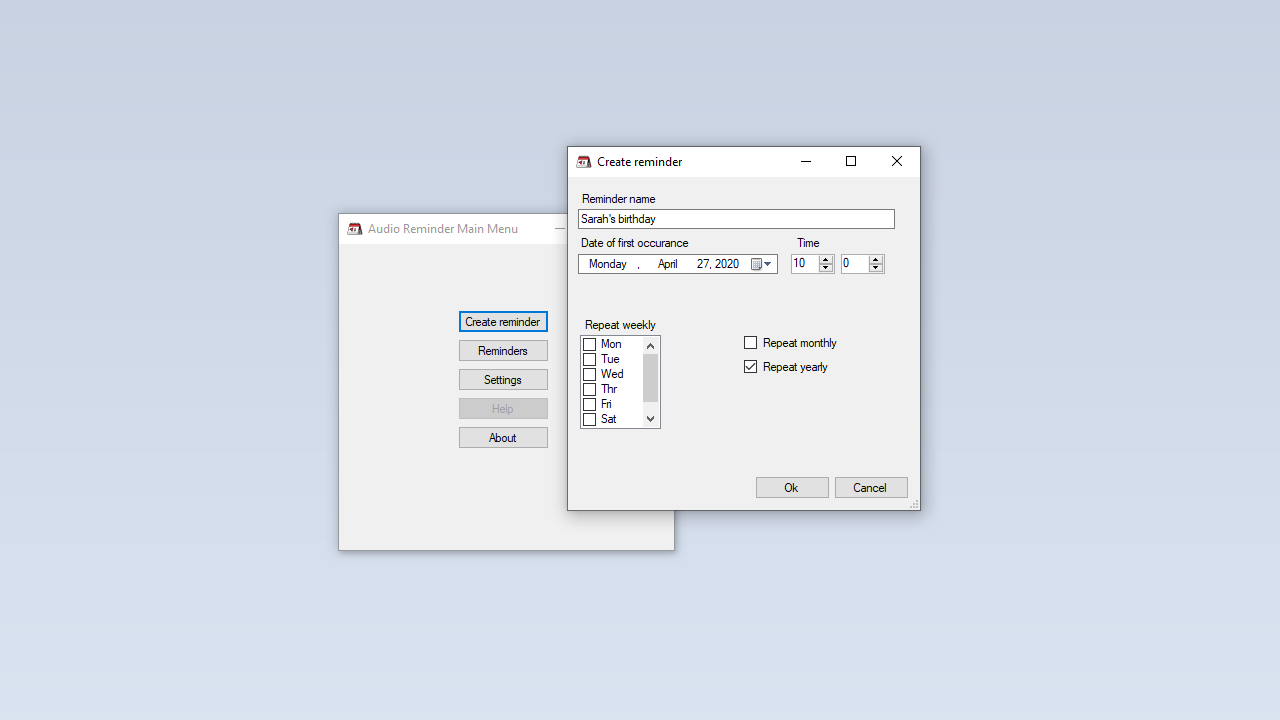 Create reminder
Reminder name
Sarah's birthday
Date of first occurance
Time
Monday , April 27, 2020
10
0
Repeat weekly
Mon
Tue
Wed
Thr
Fri
Sat
Repeat monthly
Repeat yearly
Ok
Cancel
Audio Reminder Main Menu
Create reminder
Reminders
Settings
Help
About